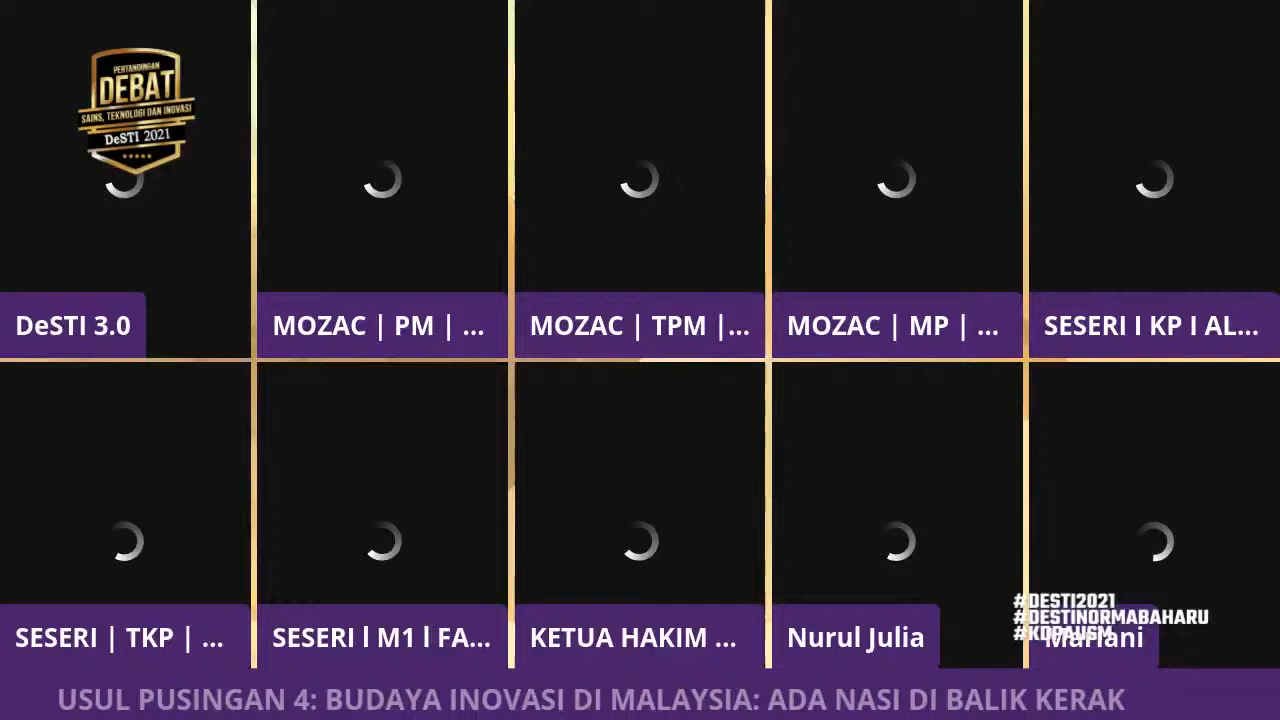 PERTANDINGAN
DEBAT
SAINS, TEKNOLOGI DAN INOVASI
DeSTI 2021
DeSTI 3.0
MOZAC | PM | ...
MOZAC | TPM |...
MOZAC | MP | ...
SESERI I KP I AL...
SESERI | TKP | ...
SESERI l M1 l FA...
KETUA HAKIM ...
Nurul Julia
#DESTI2021
#DESTINORMABAHARU
#KDPAUSM
Mariani
USUL PUSINGAN 4: BUDAYA INOVASI DI MALAYSIA: ADA NASI DI BALIK KERAK